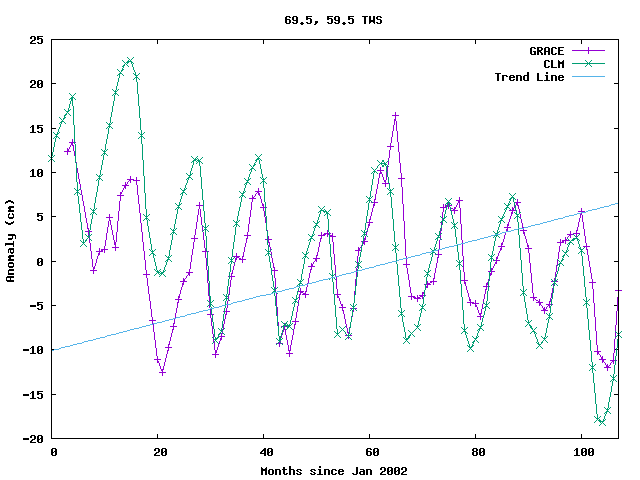 69.5, 59.5 TWS
GRACE
CLM
Trend Line
Anomaly (cm)
25
20
15
10
5
0
-5
-10
-15
-20
0 20 40 60 80 100
Months since Jan 2002